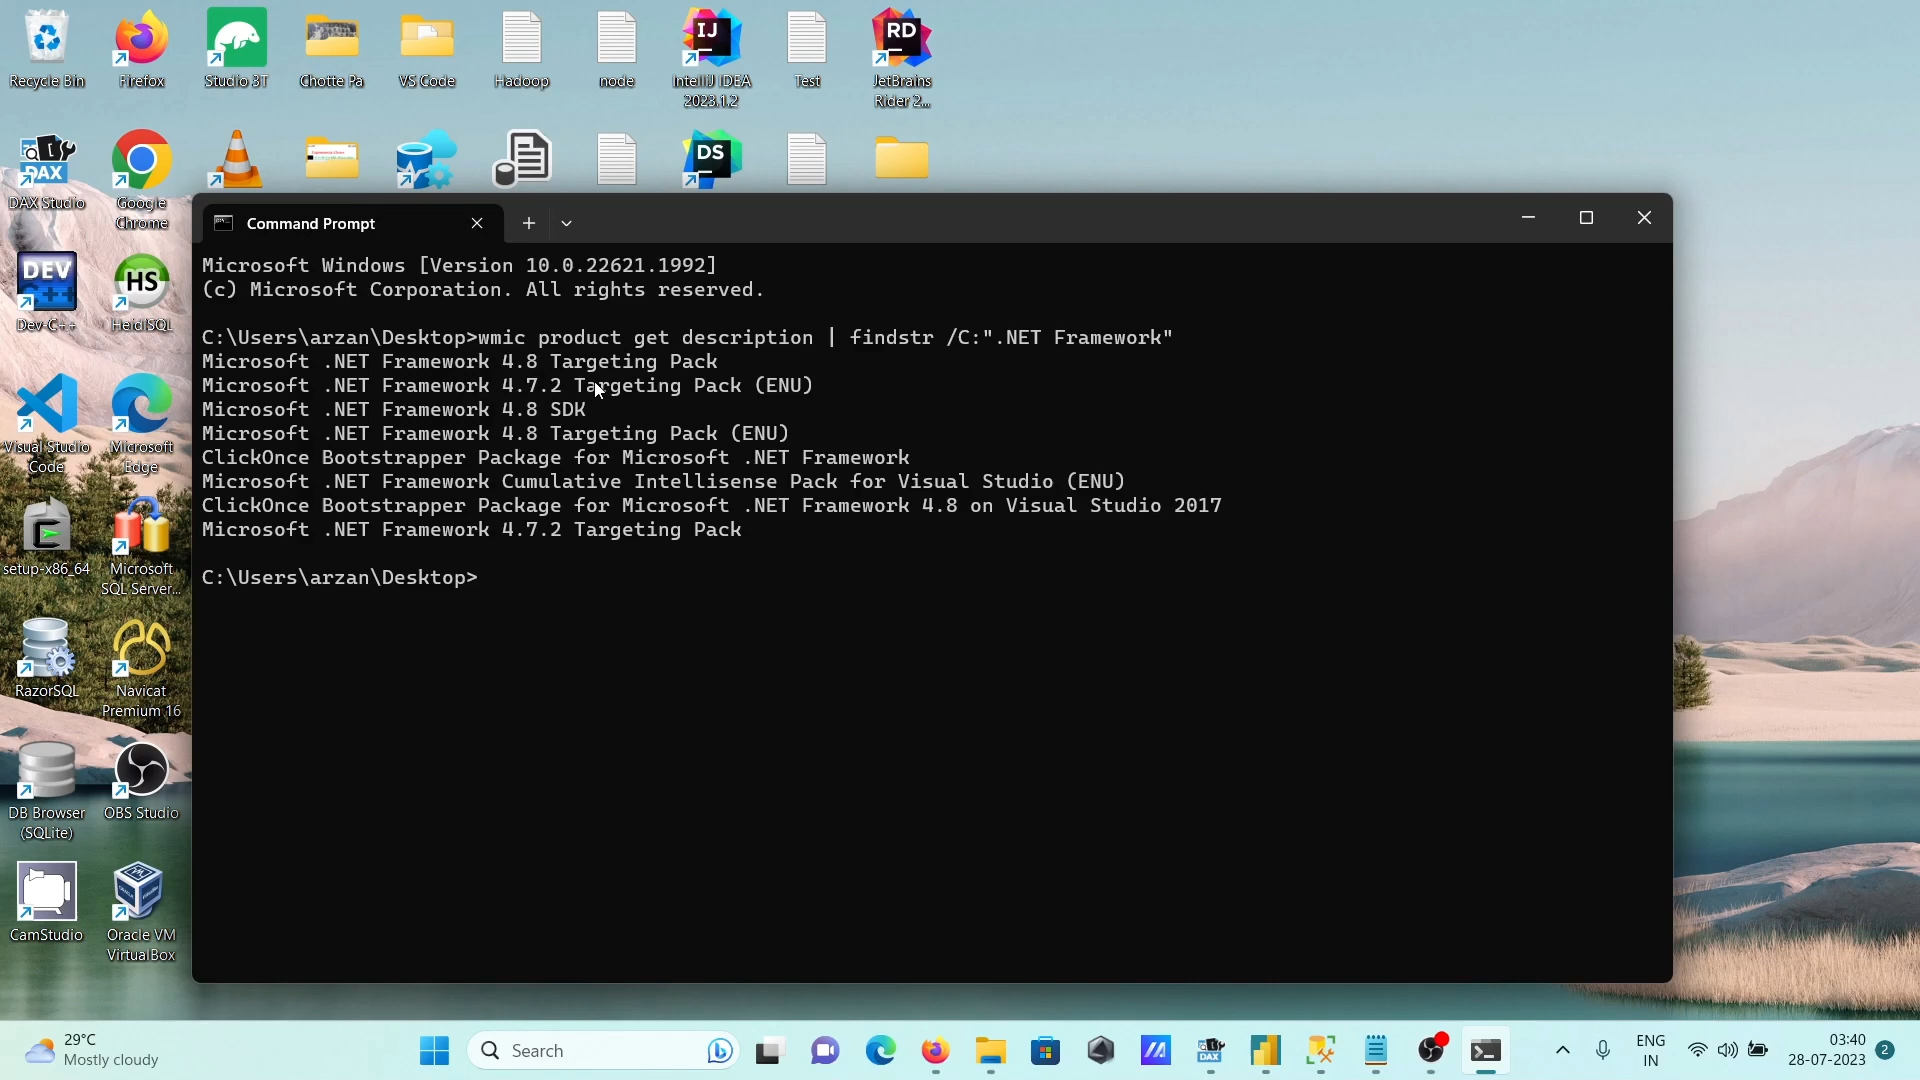 Recycle Bin
Firefox
Studio 3T
Chotte Pa
VS Code
Hadoop
node
IJ
IntelliJ IDEA
2023.1.2
Test
RD
JetBrains
Rider 2...
DAX
DAX Studio
Google
Chrome
DS
DEV
C++
Dev-C++
HS
HeidiSQL
Visual Studio
Code
Microsoft
Edge
setup-x86_64
Microsoft
SQL Server...
RazorSQL
Navicat
Premium 16
DB Browser
(SQLite)
OBS Studio
CamStudio
Oracle VM
VirtualBox
Command Prompt
Microsoft Windows [Version 10.0.22621.1992]
(c) Microsoft Corporation. All rights reserved.
C:\Users\arzan\Desktop>wmic product get description | findstr /C:".NET Framework"
Microsoft .NET Framework 4.8 Targeting Pack
Microsoft .NET Framework 4.7.2 Targeting Pack (ENU)
Microsoft .NET Framework 4.8 SDK
Microsoft .NET Framework 4.8 Targeting Pack (ENU)
ClickOnce Bootstrapper Package for Microsoft .NET Framework
Microsoft .NET Framework Cumulative Intellisense Pack for Visual Studio (ENU)
ClickOnce Bootstrapper Package for Microsoft .NET Framework 4.8 on Visual Studio 2017
Microsoft .NET Framework 4.7.2 Targeting Pack
C:\Users\arzan\Desktop>
29°C
Mostly cloudy
Search
DAX
ENG
IN
03:40
28-07-2023
2